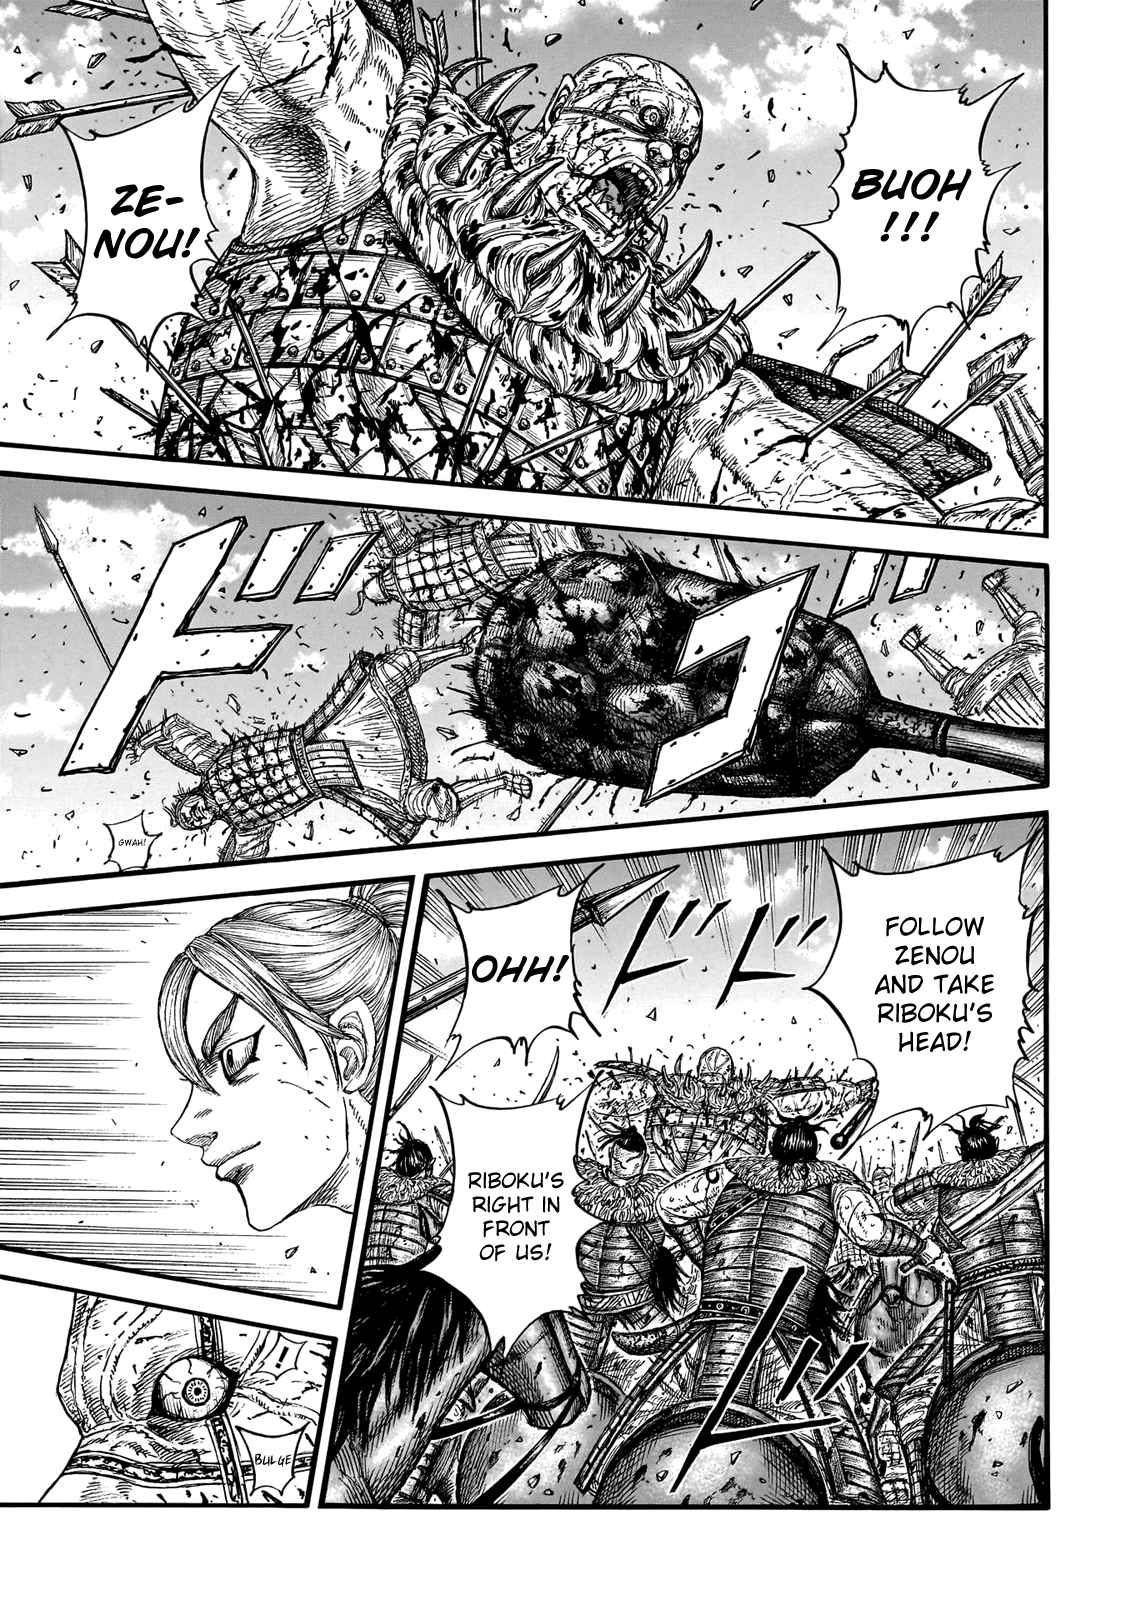 BUOH
!!!
ZE-
NOU!
ドゴ
GWAH!
FOLLOW
ZENOU
AND TAKE
RIBOKU'S
HEAD!
OHH!
ドド
RIBOKU'S
RIGHT IN
FRONT
OF US!
ド
!
BULGE